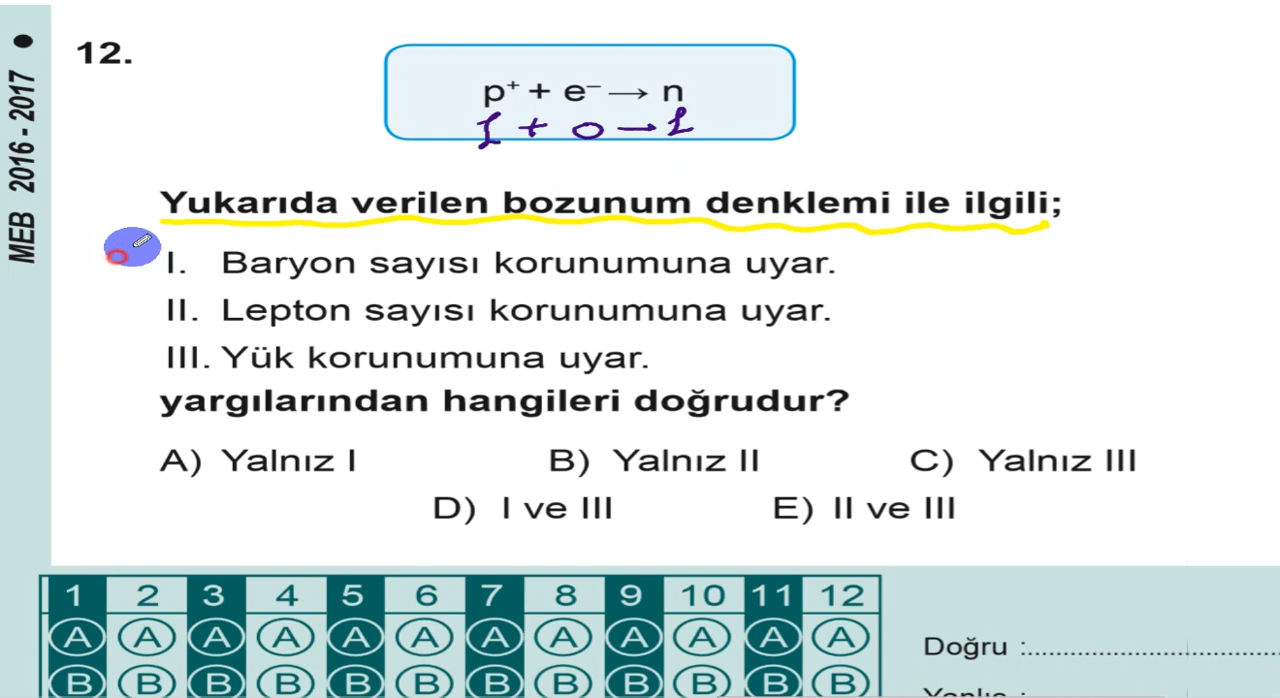 MEB 2016 - 2017 ●
12.
p⁺ + e⁻ → n
1 + 0 → 1
Yukarıda verilen bozunum denklemi ile ilgili;
I. Baryon sayısı korunumuna uyar.
II. Lepton sayısı korunumuna uyar.
III. Yük korunumuna uyar.
yargılarından hangileri doğrudur?
A) Yalnız I B) Yalnız II C) Yalnız III
D) I ve III E) II ve III
1 2 3 4 5 6 7 8 9 10 11 12
A A A A A A A A A A A A
Doğru :..........................................
B B B B B B B B B B B B